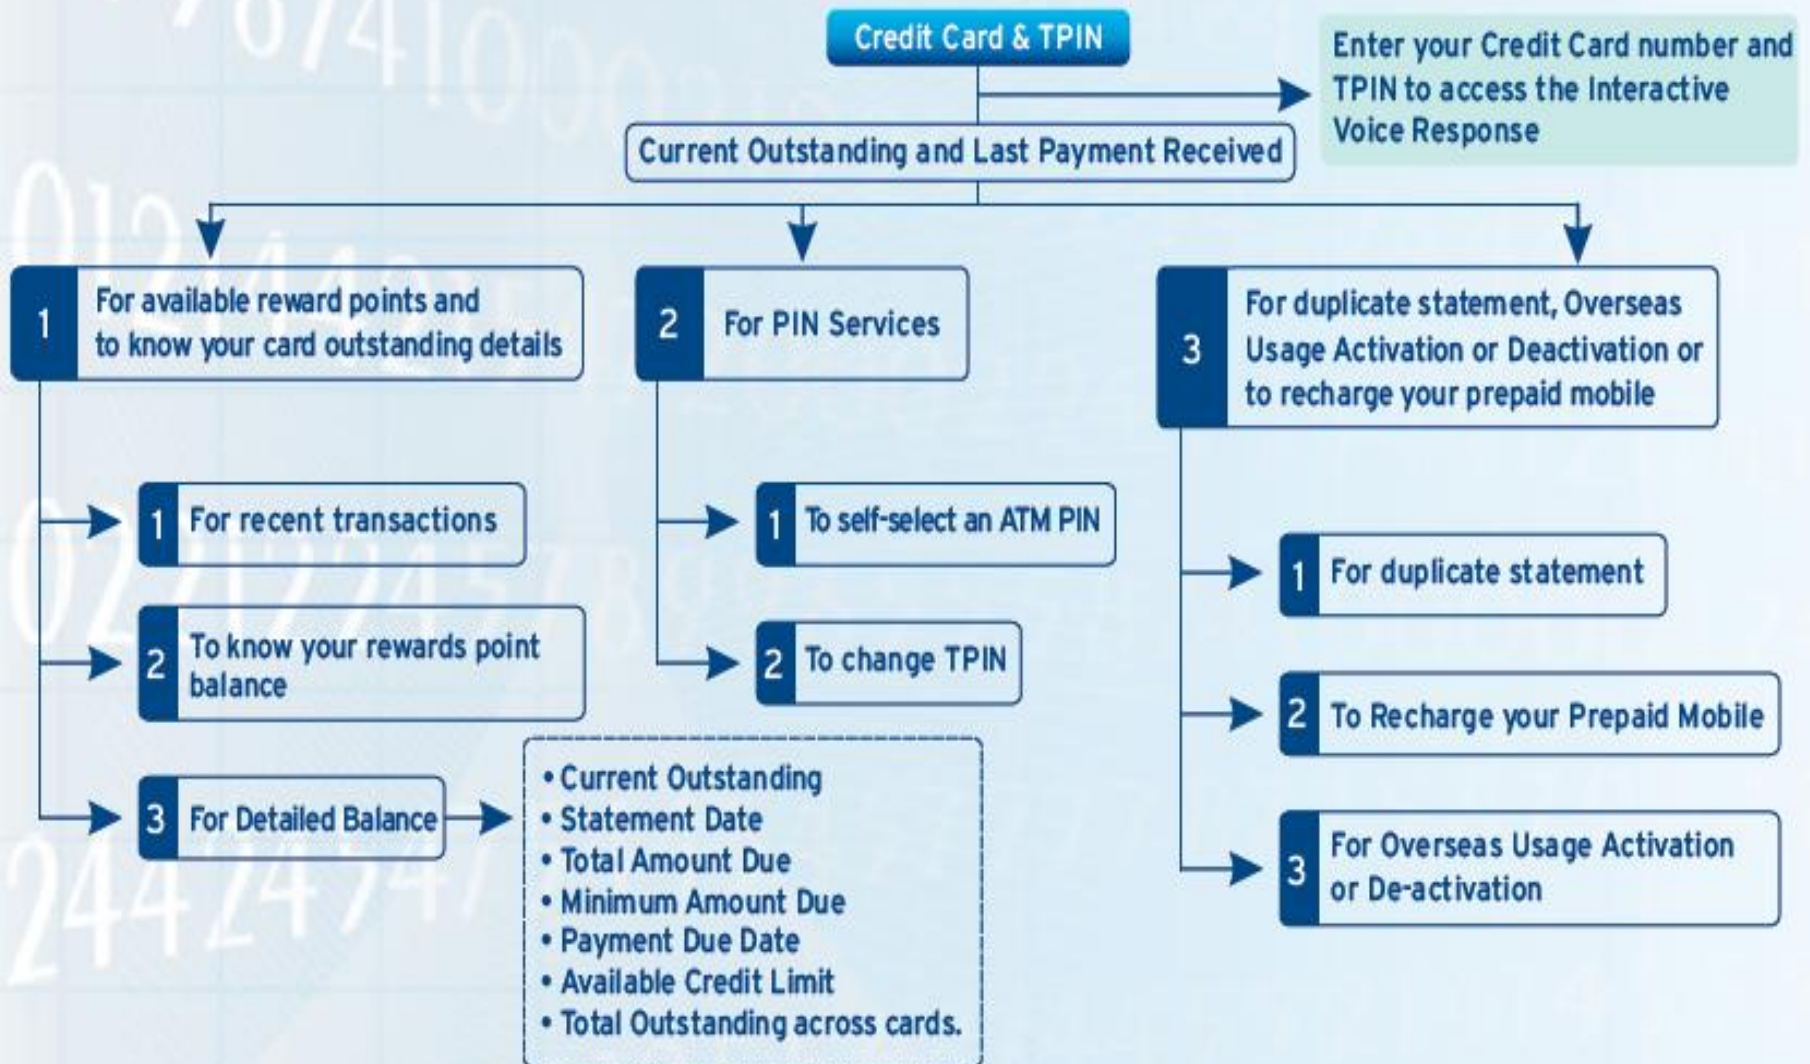 Credit Card & TPIN
Enter your Credit Card number and
TPIN to access the Interactive
Voice Response
Current Outstanding and Last Payment Received
1
For available reward points and
to know your card outstanding details
1 For recent transactions
2
To know your rewards point
balance
3 For Detailed Balance
• Current Outstanding
• Statement Date
• Total Amount Due
• Minimum Amount Due
• Payment Due Date
• Available Credit Limit
• Total Outstanding across cards.
2 For PIN Services
1 To self-select an ATM PIN
2 To change TPIN
3
For duplicate statement, Overseas
Usage Activation or Deactivation or
to recharge your prepaid mobile
1 For duplicate statement
2 To Recharge your Prepaid Mobile
3
For Overseas Usage Activation
or De-activation